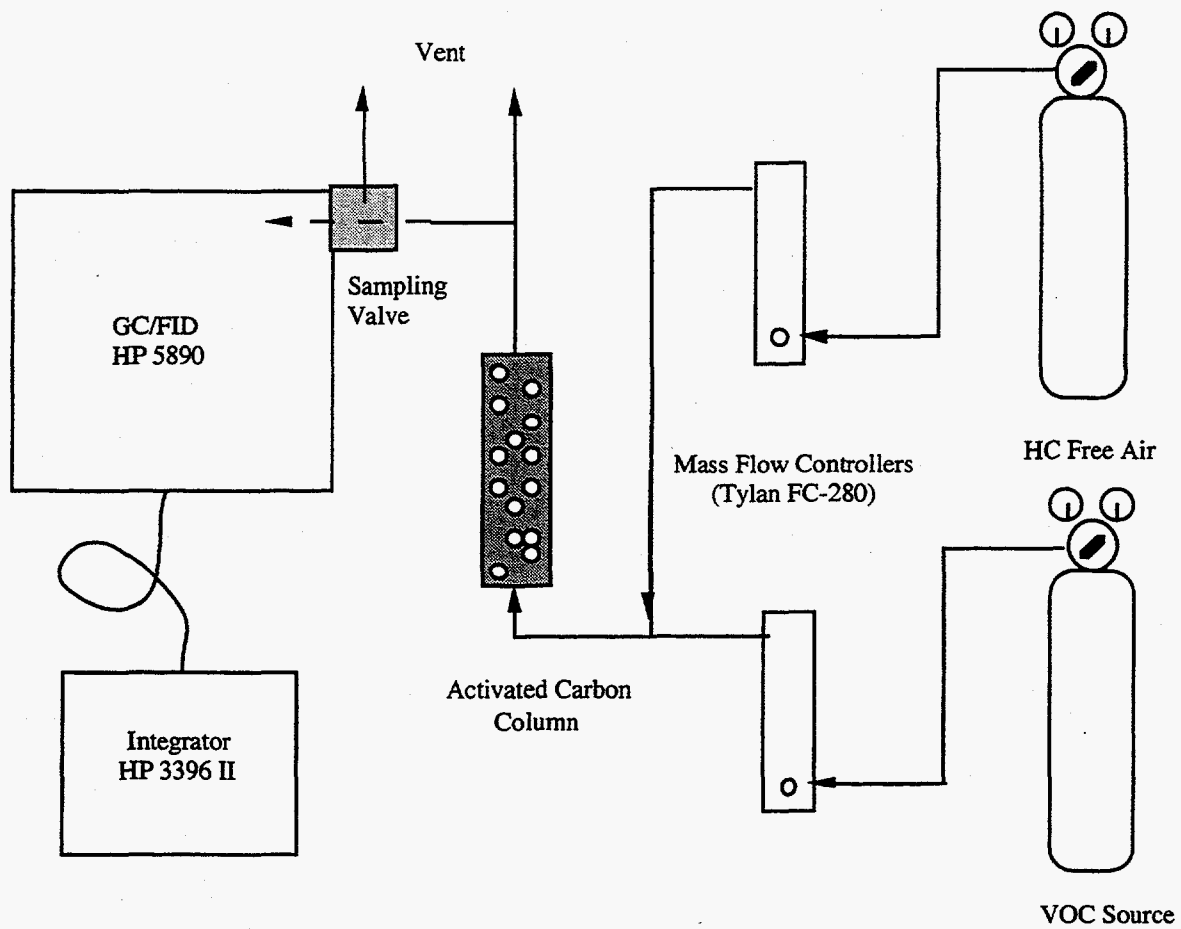 Vent
Sampling
Valve
GC/FID
HP 5890
HC Free Air
Mass Flow Controllers
(Tylan FC-280)
Activated Carbon
Column
Integrator
HP 3396 II
VOC Source